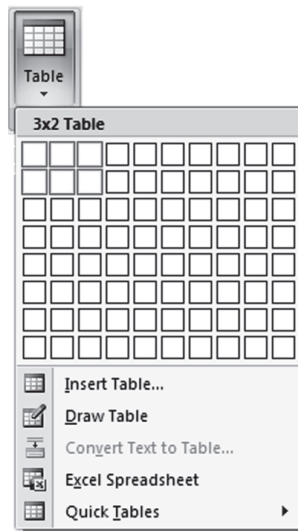 Table
3x2 Table
Insert Table...
Draw Table
Convert Text to Table...
Excel Spreadsheet
Quick Tables